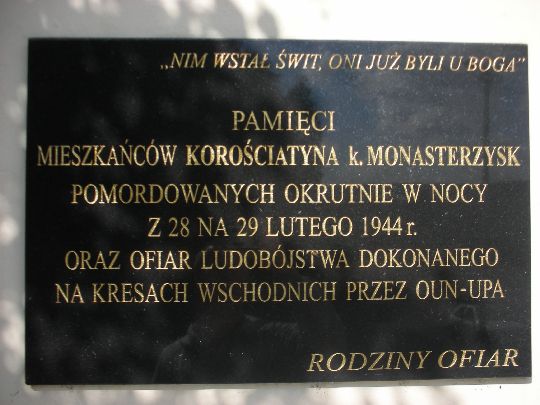 „NIM WSTAŁ ŚWIT, ONI JUŻ BYLI U BOGA"
PAMIĘCI
MIESZKAŃCÓW KOROŚCIATYNA k. MONASTERZYSK
POMORDOWANYCH OKRUTNIE W NOCY
Z 28 NA 29 LUTEGO 1944 r.
ORAZ OFIAR LUDOBÓJSTWA DOKONANEGO
NA KRESACH WSCHODNICH PRZEZ OUN-UPA
RODZINY OFIAR